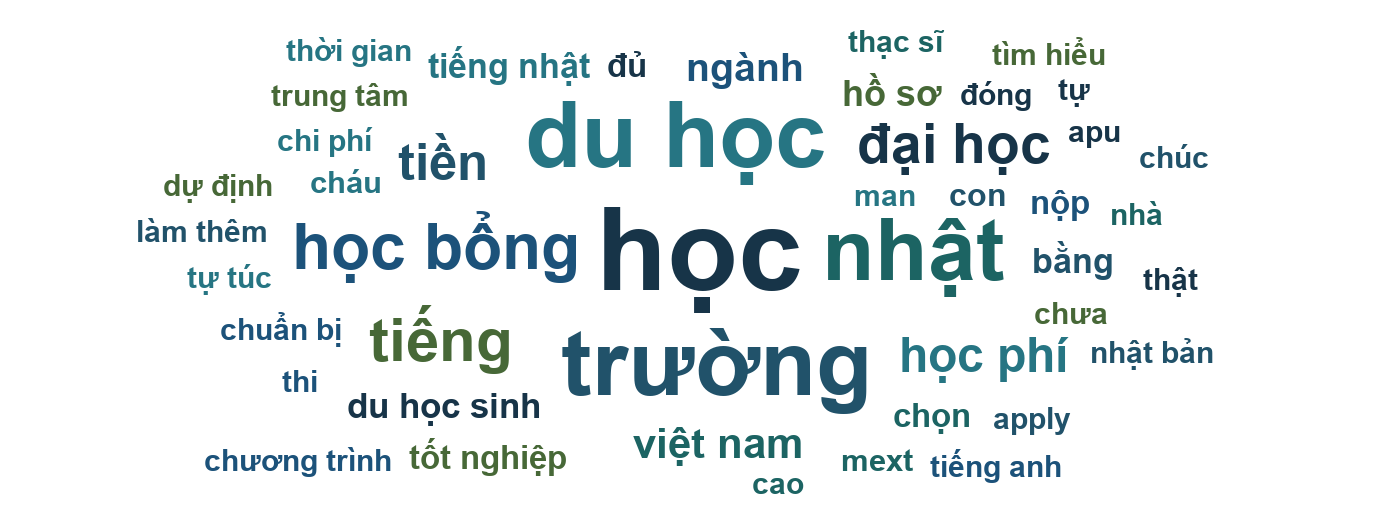 thạc sĩ
thời gian
tiếng nhật
đủ
ngành
tìm hiểu
trung tâm
hồ sơ
đóng
tự
chi phí
tiền
du học
đại học
apu
chúc
dự định
cháu
man
con
nộp
nhà
làm thêm
học bổng
học
nhật
bằng
tự túc
thật
chuẩn bị
tiếng
trường
chưa
học phí
nhật bản
thi
du học sinh
chọn
apply
chương trình
tốt nghiệp
việt nam
mext
tiếng anh
cao